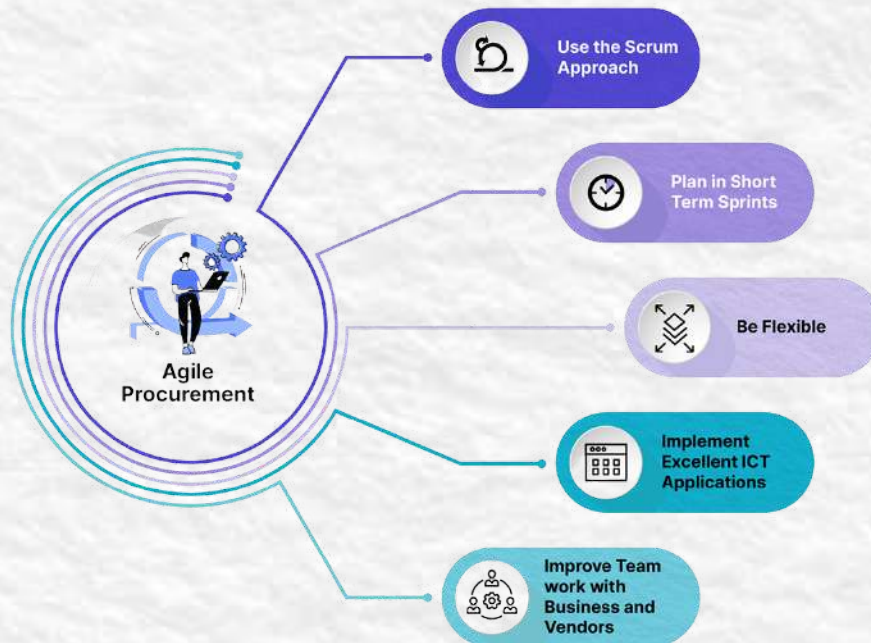 Use the Scrum
Approach
Plan in Short
Term Sprints
Be Flexible
Agile
Procurement
Implement
Excellent ICT
Applications
Improve Team
work with
Business and
Vendors